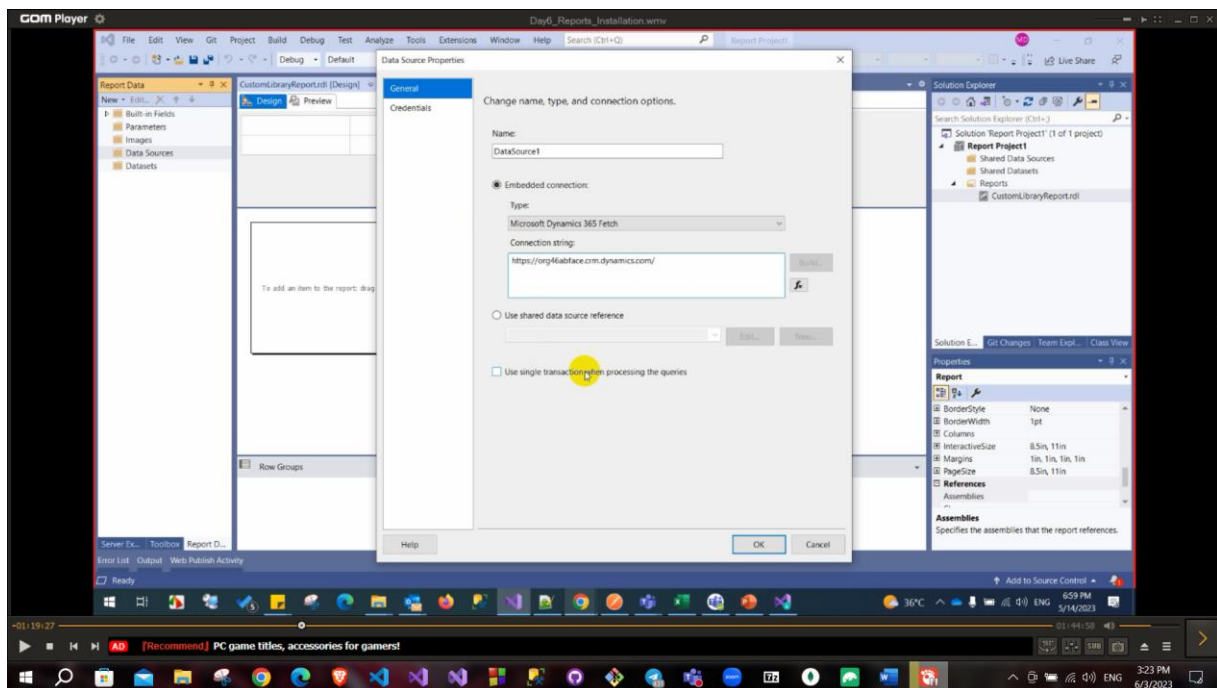 GOM Player
Day6_Reports_Installation.wmv
File Edit View Git Project Build Debug Test Analyze Tools Extensions Window Help Search (Ctrl+Q) Report Project1
MD
Debug Default
Live Share
Report Data
New Edit...
Built-in Fields
Parameters
Images
Data Sources
Datasets
CustomLibraryReport.rdl [Design]
Design Preview
To add an item to the report: drag
Row Groups
Data Source Properties
General
Credentials
Change name, type, and connection options.
Name:
DataSource1
Embedded connection:
Type:
Microsoft Dynamics 365 Fetch
Connection string:
https://org46abface.crm.dynamics.com/
Build...
fx
Use shared data source reference
Edit... New...
Use single transaction when processing the queries
Help OK Cancel
Solution Explorer
Search Solution Explorer (Ctrl+;)
Solution 'Report Project1' (1 of 1 project)
Report Project1
Shared Data Sources
Shared Datasets
Reports
CustomLibraryReport.rdl
Solution E... Git Changes Team Expl... Class View
Properties
Report
BorderStyle None
BorderWidth 1pt
Columns
InteractiveSize 8.5in, 11in
Margins 1in, 1in, 1in, 1in
PageSize 8.5in, 11in
References
Assemblies
Assemblies
Specifies the assemblies that the report references.
Server Ex... Toolbox Report D...
Error List Output Web Publish Activity
Ready
Add to Source Control
36°C ENG 6:59 PM
5/14/2023
-01:19:27 01:44:58
AD [Recommend] PC game titles, accessories for gamers!
SUB
ENG 3:23 PM
6/3/2023